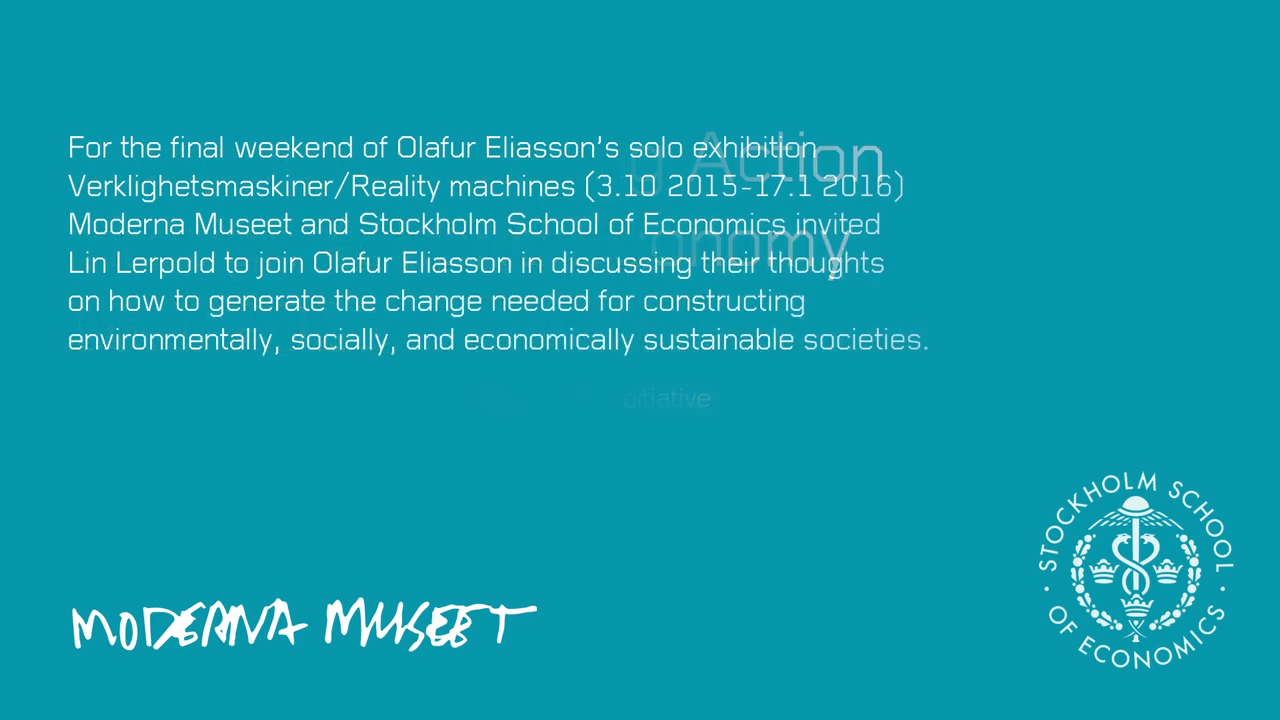 For the final weekend of Olafur Eliasson's solo exhibition
Verklighetsmaskiner/Reality machines (3.10 2015-17.1 2016)
Moderna Museet and Stockholm School of Economics invited
Lin Lerpold to join Olafur Eliasson in discussing their thoughts
on how to generate the change needed for constructing
environmentally, socially, and economically sustainable societies.
Action
MODERNA MUSEET
STOCKHOLM SCHOOL
OF ECONOMICS